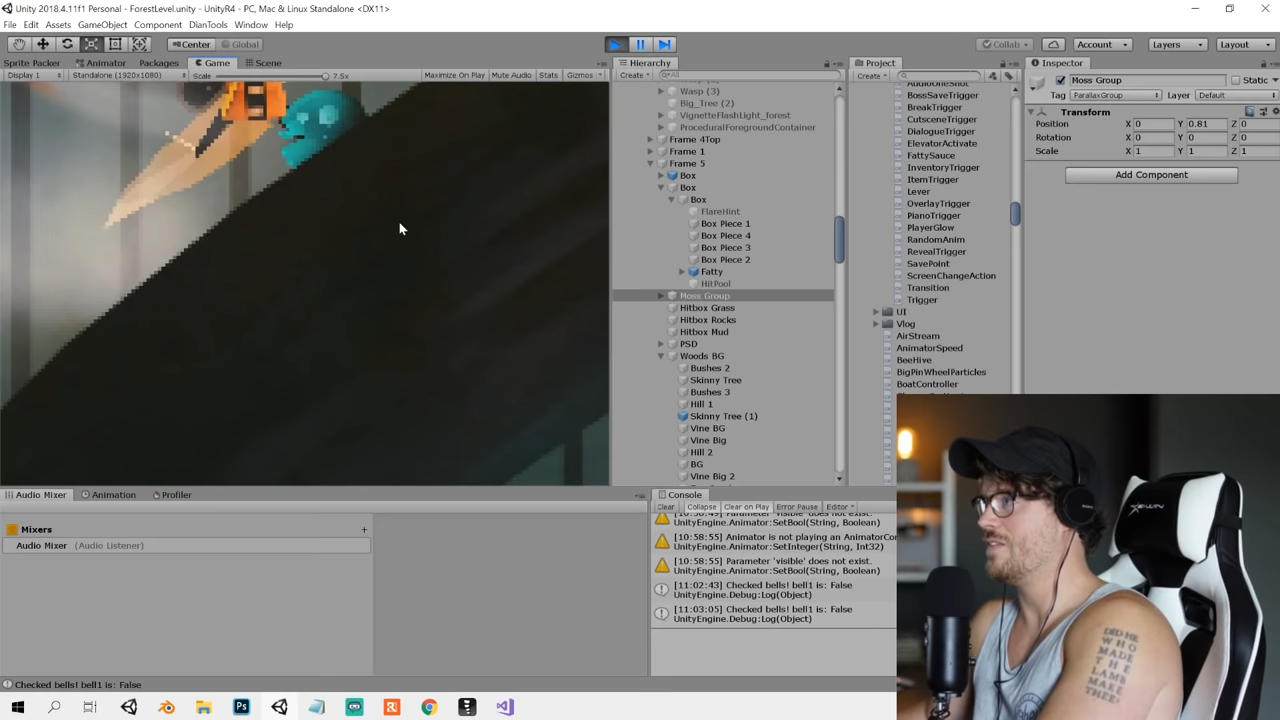 Unity 2018.4.11f1 Personal - ForestLevel.unity - UnityR4 - PC, Mac & Linux Standalone <DX11>
File Edit Assets GameObject Component DianTools Window Help
Center Global Collab Account Layers Layout
Sprite Packer Animator Packages Game Scene Hierarchy Project Inspector
Display 1 Standalone (1920x1080) Scale 7.5x Maximize On Play Mute Audio Stats Gizmos Create All Create
Moss Group Static
Tag ParallaxGroup Layer Default
Transform
Position X 0 Y 0.81 Z 0
Rotation X 0 Y 0 Z 0
Scale X 1 Y 1 Z 1
Add Component
Wasp (3)
Big_Tree (2)
VignetteFlashLight_forest
ProceduralForegroundContainer
Frame 4Top
Frame 1
Frame 5
Box
Box
Box
FlareHint
Box Piece 1
Box Piece 4
Box Piece 3
Box Piece 2
Fatty
HitPool
Moss Group
Hitbox Grass
Hitbox Rocks
Hitbox Mud
PSD
Woods BG
Bushes 2
Skinny Tree
Bushes 3
Hill 1
Skinny Tree (1)
Vine BG
Vine Big
Hill 2
BG
Vine Big 2
BossSaveTrigger
BreakTrigger
CutsceneTrigger
DialogueTrigger
ElevatorActivate
FattySauce
InventoryTrigger
ItemTrigger
Lever
OverlayTrigger
PianoTrigger
PlayerGlow
RandomAnim
RevealTrigger
SavePoint
ScreenChangeAction
Transition
Trigger
UI
Vlog
AirStream
AnimatorSpeed
BeeHive
BigPinWheelParticles
BoatController
Audio Mixer Animation Profiler
Mixers
Audio Mixer (Audio Listener)
Console
Clear Collapse Clear on Play Error Pause Editor
UnityEngine.Animator:SetBool(String, Boolean)
[10:58:55] Animator is not playing an AnimatorCon
UnityEngine.Animator:SetInteger(String, Int32)
[10:58:55] Parameter 'visible' does not exist.
UnityEngine.Animator:SetBool(String, Boolean)
[11:02:43] Checked bells! bell1 is: False
UnityEngine.Debug:Log(Object)
[11:03:05] Checked bells! bell1 is: False
UnityEngine.Debug:Log(Object)
Checked bells! bell1 is: False
DID HE
WHO
MADE
THE
LAMB
MAKE
THEE?